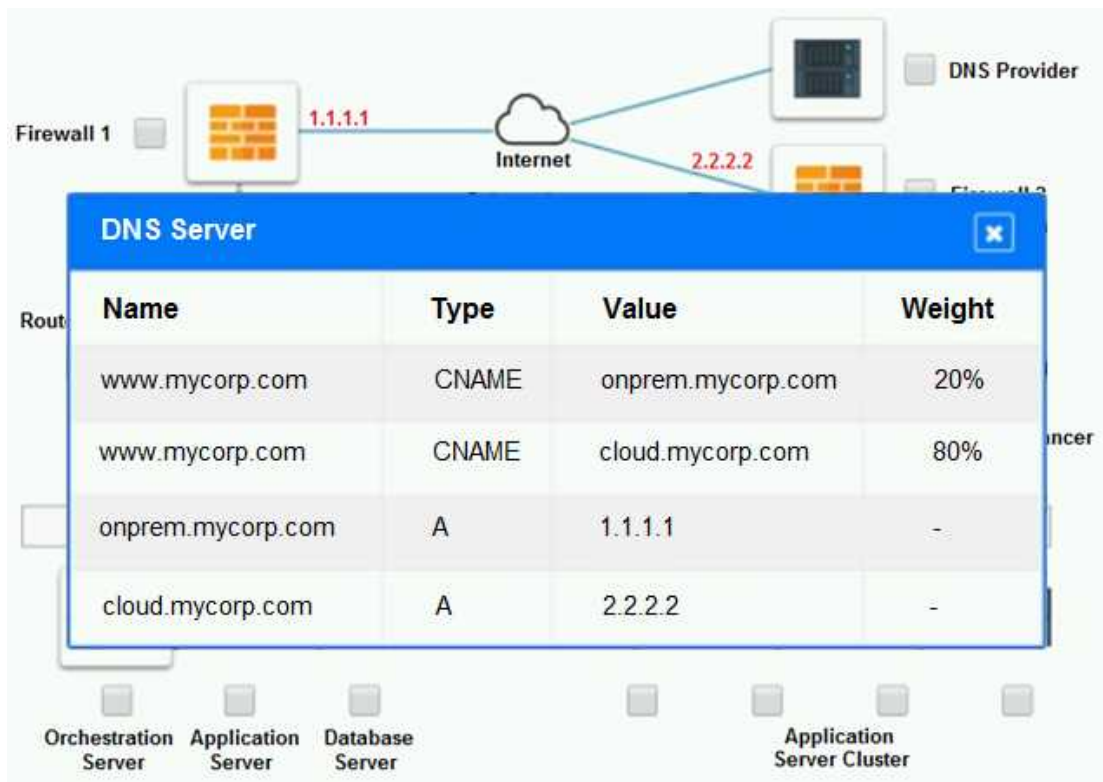 DNS Provider
Firewall 1
1.1.1.1
Internet
2.2.2.2
DNS Server
Name Type Value Weight
www.mycorp.com CNAME onprem.mycorp.com 20%
www.mycorp.com CNAME cloud.mycorp.com 80%
onprem.mycorp.com A 1.1.1.1 -
cloud.mycorp.com A 2.2.2.2 -
Orchestration Server
Application Server
Database Server
Application Server Cluster